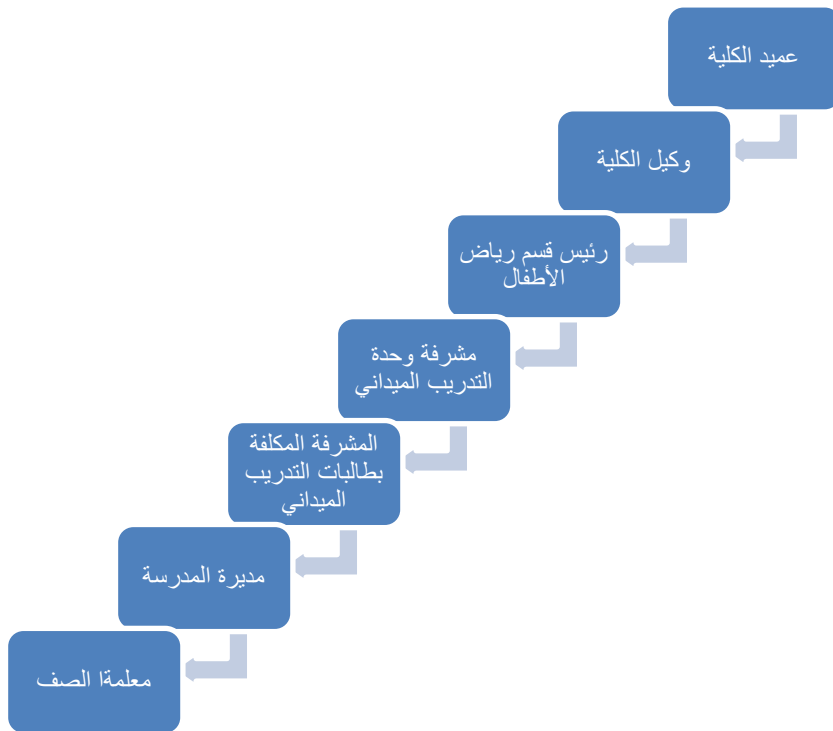 عميد الكلية
وكيل الكلية
رئيس قسم رياض
الأطفال
مشرفة وحدة
التدريب الميداني
المشرفة المكلفة
بطالبات التدريب
الميداني
مديرة المدرسة
معلمةا الصف